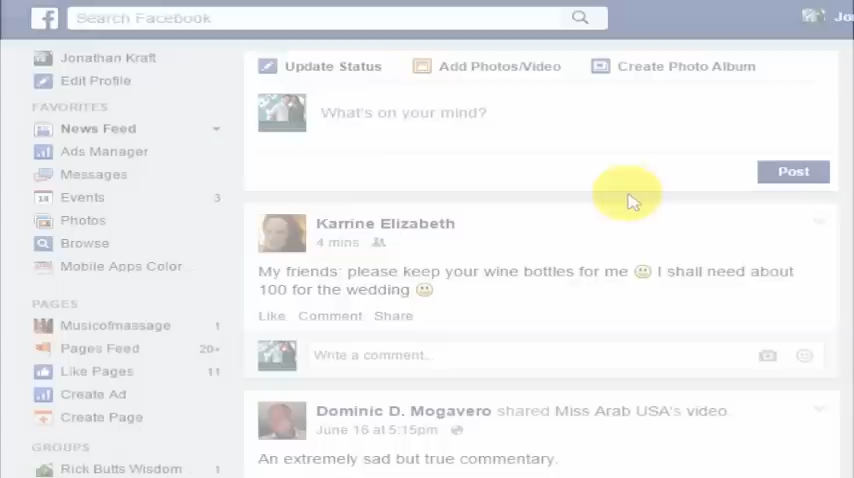 f Search Facebook Jo
Jonathan Kraft
Edit Profile
FAVORITES
News Feed
Ads Manager
Messages
Events 3
Photos
Browse
Mobile Apps Color...
PAGES
Musicofmassage 1
Pages Feed 20+
Like Pages 11
Create Ad
Create Page
GROUPS
Rick Butts Wisdom 1
Update Status Add Photos/Video Create Photo Album
What's on your mind?
Post
Karrine Elizabeth
4 mins
My friends: please keep your wine bottles for me I shall need about
100 for the wedding
Like Comment Share
Write a comment...
Dominic D. Mogavero shared Miss Arab USA's video.
June 16 at 5:15pm
An extremely sad but true commentary.